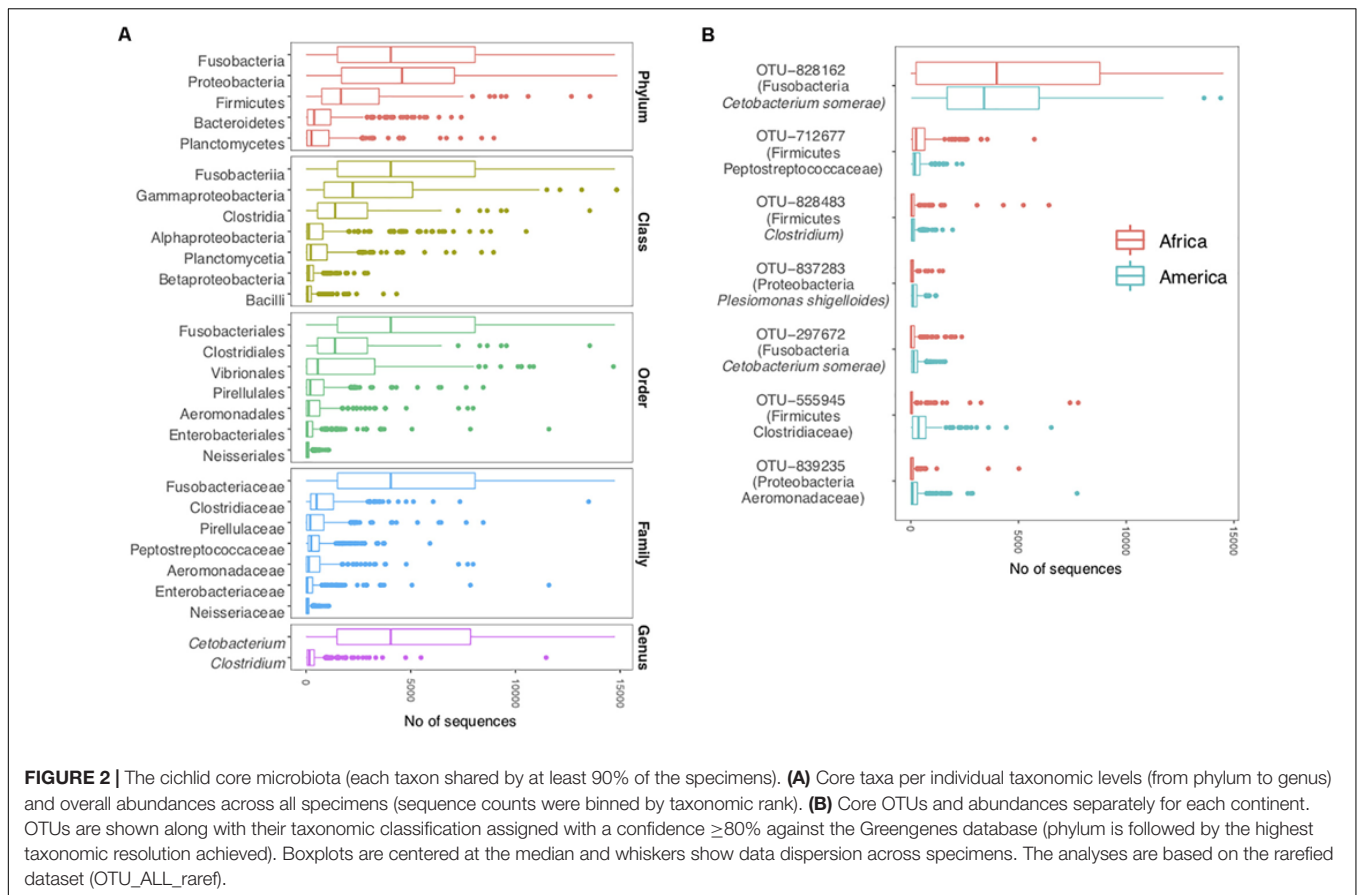 A
Fusobacteria
Proteobacteria
Firmicutes
Bacteroidetes
Planctomycetes
Phylum
Fusobacteriia
Gammaproteobacteria
Clostridia
Alphaproteobacteria
Planctomycetia
Betaproteobacteria
Bacilli
Class
Fusobacteriales
Clostridiales
Vibrionales
Pirellulales
Aeromonadales
Enterobacteriales
Neisseriales
Order
Fusobacteriaceae
Clostridiaceae
Pirellulaceae
Peptostreptococcaceae
Aeromonadaceae
Enterobacteriaceae
Neisseriaceae
Family
Cetobacterium
Clostridium
Genus
0
5000
10000
15000
No of sequences
B
OTU−828162
(Fusobacteria
Cetobacterium somerae)
OTU−712677
(Firmicutes
Peptostreptococcaceae)
OTU−828483
(Firmicutes
Clostridium)
OTU−837283
(Proteobacteria
Plesiomonas shigelloides)
OTU−297672
(Fusobacteria
Cetobacterium somerae)
OTU−555945
(Firmicutes
Clostridiaceae)
OTU−839235
(Proteobacteria
Aeromonadaceae)
Africa
America
0
5000
10000
15000
No of sequences
FIGURE 2 | The cichlid core microbiota (each taxon shared by at least 90% of the specimens). (A) Core taxa per individual taxonomic levels (from phylum to genus)
and overall abundances across all specimens (sequence counts were binned by taxonomic rank). (B) Core OTUs and abundances separately for each continent.
OTUs are shown along with their taxonomic classification assigned with a confidence ≥80% against the Greengenes database (phylum is followed by the highest
taxonomic resolution achieved). Boxplots are centered at the median and whiskers show data dispersion across specimens. The analyses are based on the rarefied
dataset (OTU_ALL_raref).